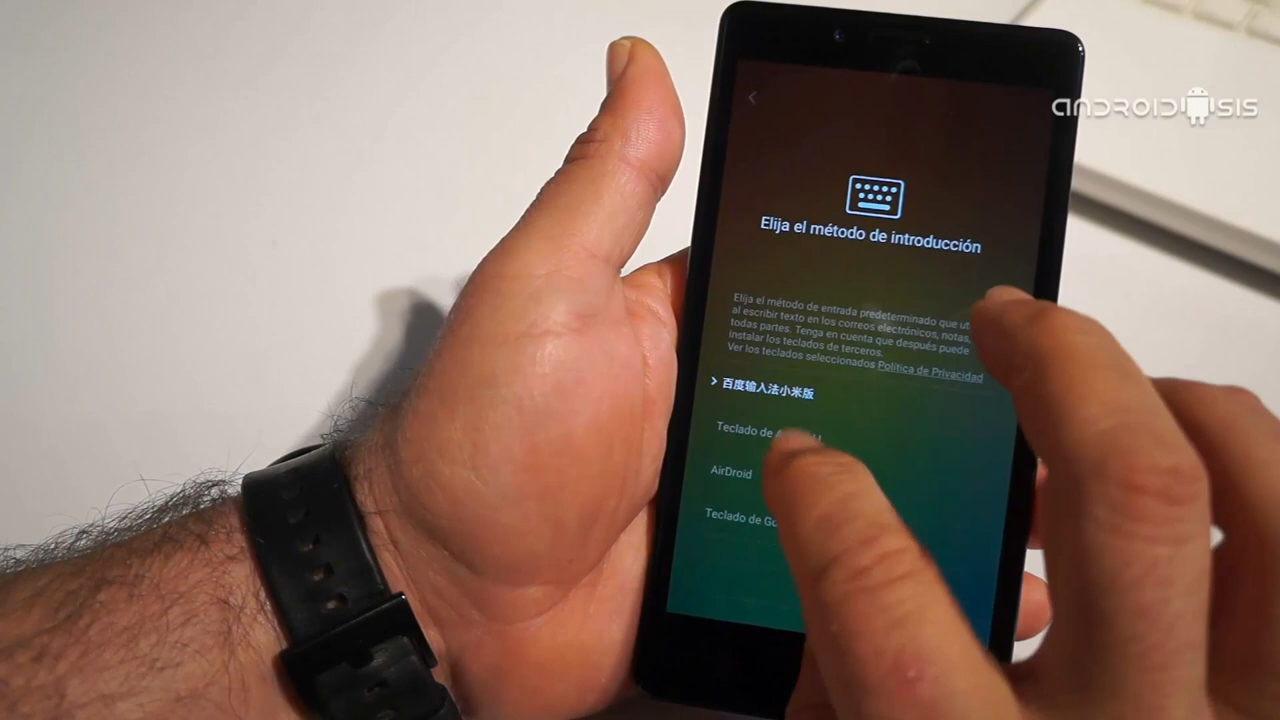 ANDROIDSIS
Elija el método de introducción
Elija el método de entrada predeterminado que
al escribir texto en los correos electrónicos, notas,
todas partes. Tenga en cuenta que después puede
instalar los teclados de terceros.
Ver los teclados seleccionados Política de Privacidad
百度输入法小米版
Teclado de
AirDroid
Teclado de